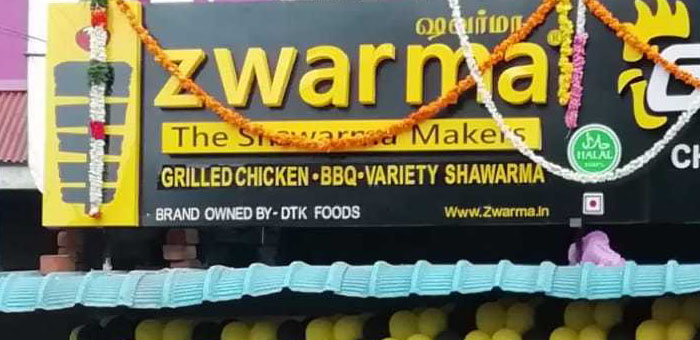 ஷவர்மா
zwarma®
The Shawarma Makers
GRILLED CHICKEN • BBQ • VARIETY SHAWARMA
HALAL
BRAND OWNED BY - DTK FOODS
Www.Zwarma.in
CH